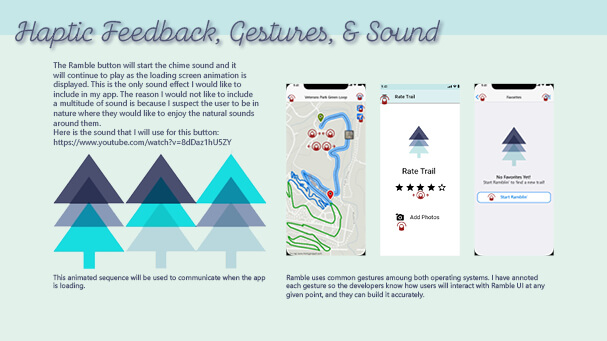 Haptic Feedback, Gestures, & Sound
The Ramble button will start the chime sound and it
will continue to play as the loading screen animation is
displayed. This is the only sound effect I would like to
include in my app. The reason I would not like to include
a multitude of sound is because I suspect the user to be in
nature where they would like to enjoy the natural sounds
around them.
Here is the sound that I will use for this button:
https://www.youtube.com/watch?v=8dDaz1hU5ZY
This animated sequence will be used to communicate when the app
is loading.
Veterans Park Green Loop
Rate Trail
Rate Trail
Add Photos
Favorites
No Favorites Yet!
Start Ramblin' to find a new trail!
Start Ramblin'
Ramble uses common gestures amoung both operating systems. I have annoted
each gesture so the developers know how users will interact with Ramble UI at any
given point, and they can build it accurately.